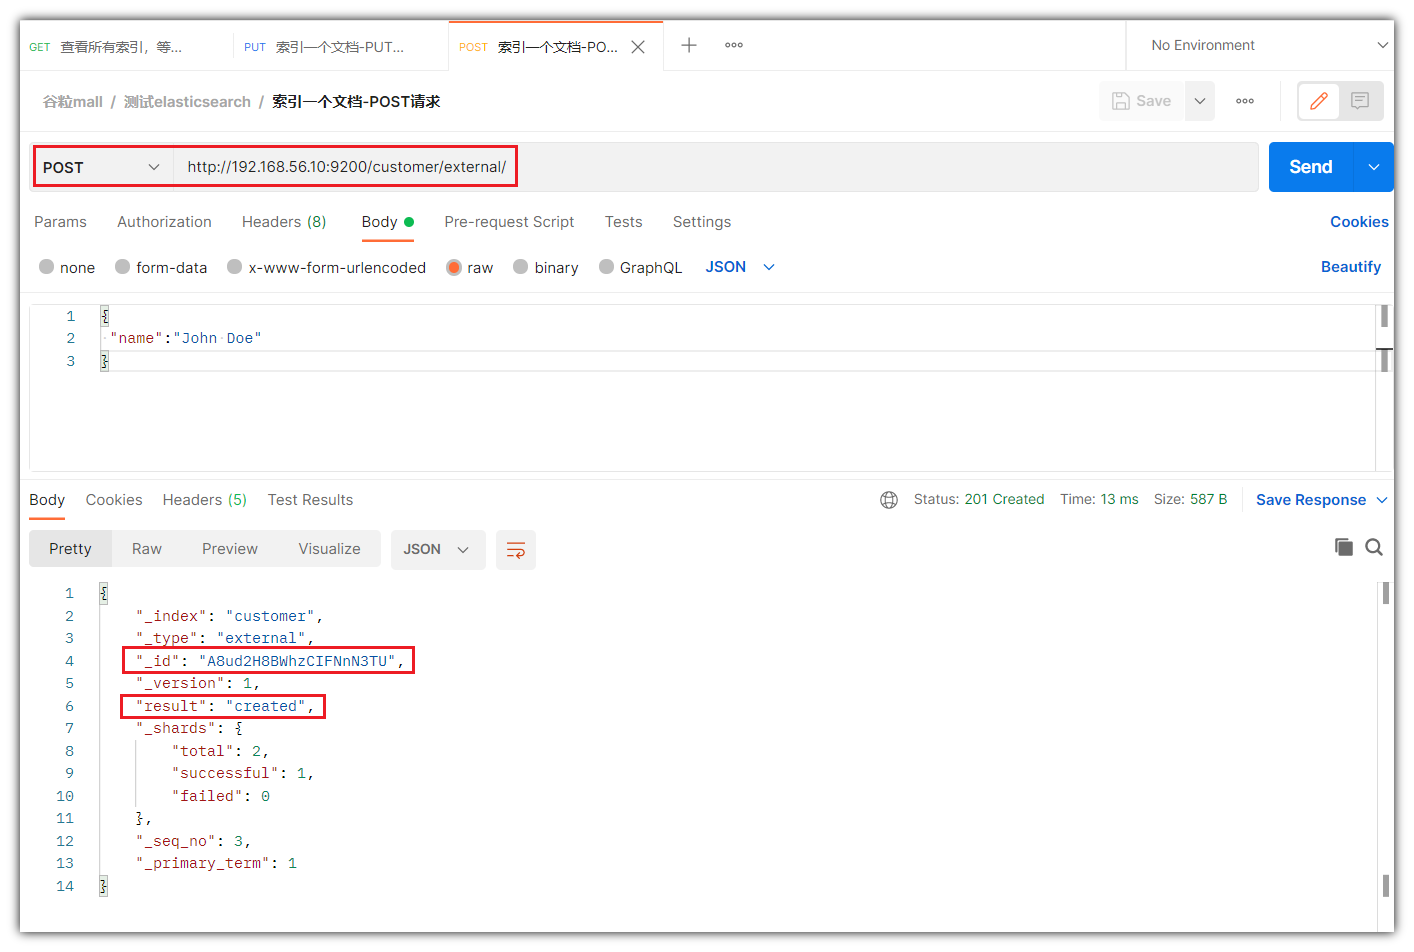 GET 查看所有索引，等... PUT 索引一个文档-PUT... POST 索引一个文档-PO... No Environment
谷粒mall / 测试elasticsearch / 索引一个文档-POST请求 Save
POST http://192.168.56.10:9200/customer/external/ Send
Params Authorization Headers (8) Body Pre-request Script Tests Settings Cookies
none form-data x-www-form-urlencoded raw binary GraphQL JSON Beautify
1 {
2 "name":"John Doe"
3 }
Body Cookies Headers (5) Test Results Status: 201 Created Time: 13 ms Size: 587 B Save Response
Pretty Raw Preview Visualize JSON
1 {
2 "_index": "customer",
3 "_type": "external",
4 "_id": "A8ud2H8BWhzCIFNnN3TU",
5 "_version": 1,
6 "result": "created",
7 "_shards": {
8 "total": 2,
9 "successful": 1,
10 "failed": 0
11 },
12 "_seq_no": 3,
13 "_primary_term": 1
14 }